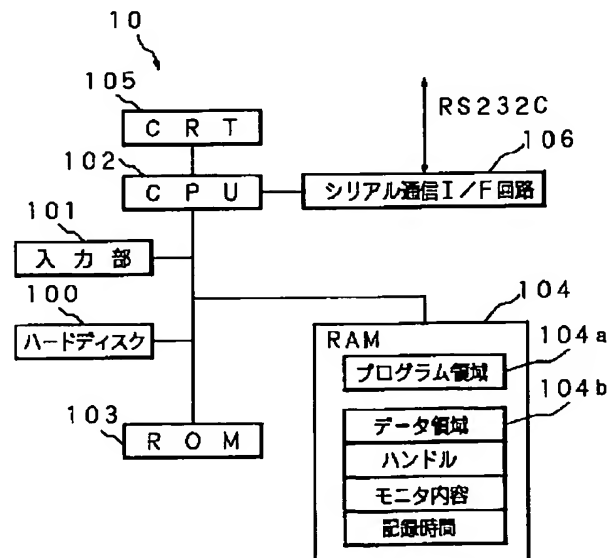 10
105
CRT
RS232C
102
106
CPU
シリアル通信I/F回路
101
入力部
100
104
ハードディスク
RAM
104a
プログラム領域
103
104b
ROM
データ領域
ハンドル
モニタ内容
記録時間